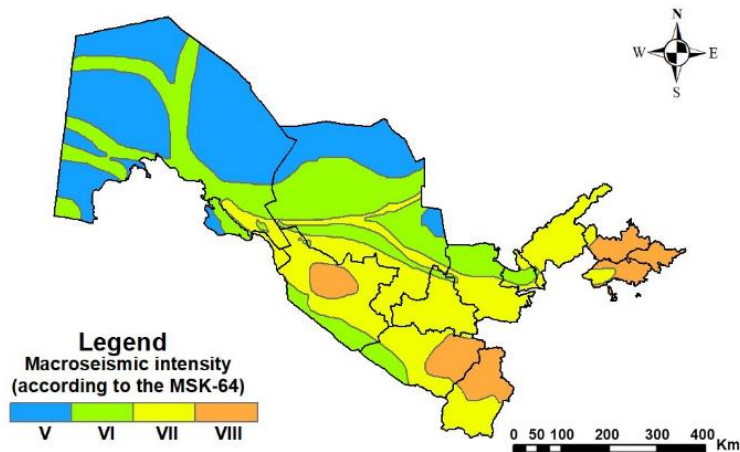 N
W E
S
Legend
Macroseismic intensity
(according to the MSK-64)
V VI VII VIII
0 50 100 200 300 400
Km